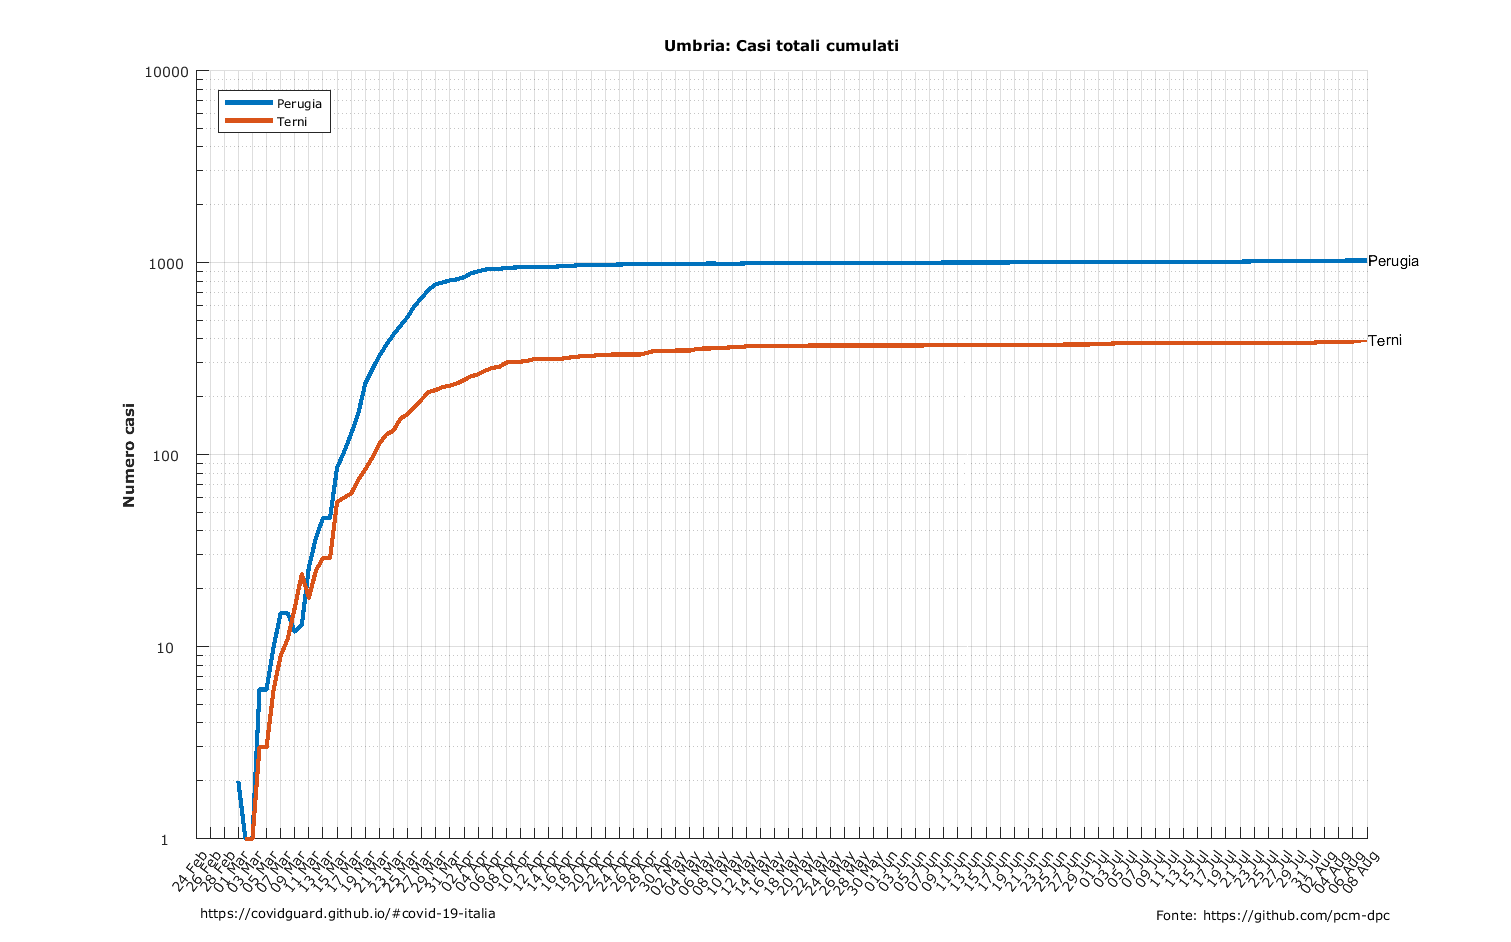 Umbria: Casi totali cumulati
10000
1000
100
10
1
Numero casi
Perugia
Terni
Perugia
Terni
24 Feb
26 Feb
28 Feb
01 Mar
03 Mar
05 Mar
07 Mar
09 Mar
11 Mar
13 Mar
15 Mar
17 Mar
19 Mar
21 Mar
23 Mar
25 Mar
27 Mar
29 Mar
31 Mar
02 Apr
04 Apr
06 Apr
08 Apr
10 Apr
12 Apr
14 Apr
16 Apr
18 Apr
20 Apr
22 Apr
24 Apr
26 Apr
28 Apr
30 Apr
02 May
04 May
06 May
08 May
10 May
12 May
14 May
16 May
18 May
20 May
22 May
24 May
26 May
28 May
30 May
01 Jun
03 Jun
05 Jun
07 Jun
09 Jun
11 Jun
13 Jun
15 Jun
17 Jun
19 Jun
21 Jun
23 Jun
25 Jun
27 Jun
29 Jun
01 Jul
03 Jul
05 Jul
07 Jul
09 Jul
11 Jul
13 Jul
15 Jul
17 Jul
19 Jul
21 Jul
23 Jul
25 Jul
27 Jul
29 Jul
31 Jul
02 Aug
04 Aug
06 Aug
08 Aug
https://covidguard.github.io/#covid-19-italia
Fonte: https://github.com/pcm-dpc